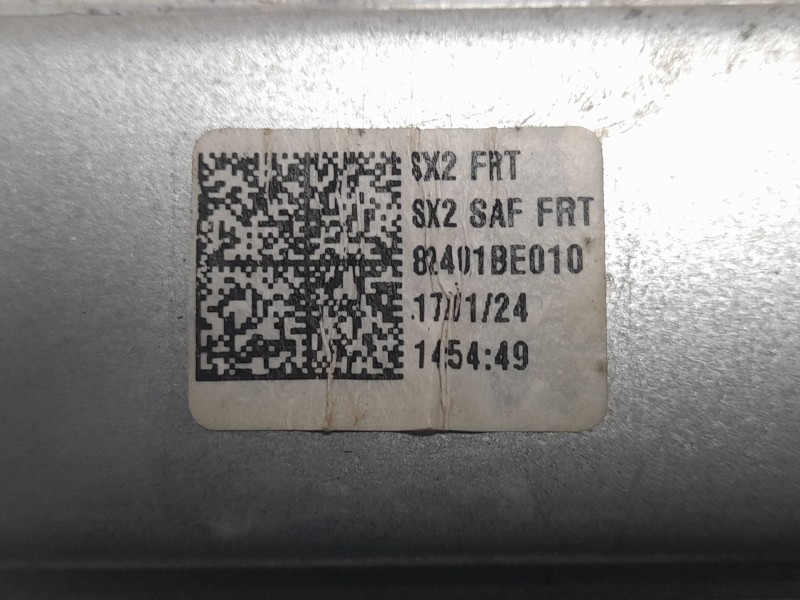 SX2 FRT
SX2 SAF FRT
82401BE010
17/01/24
1454:49